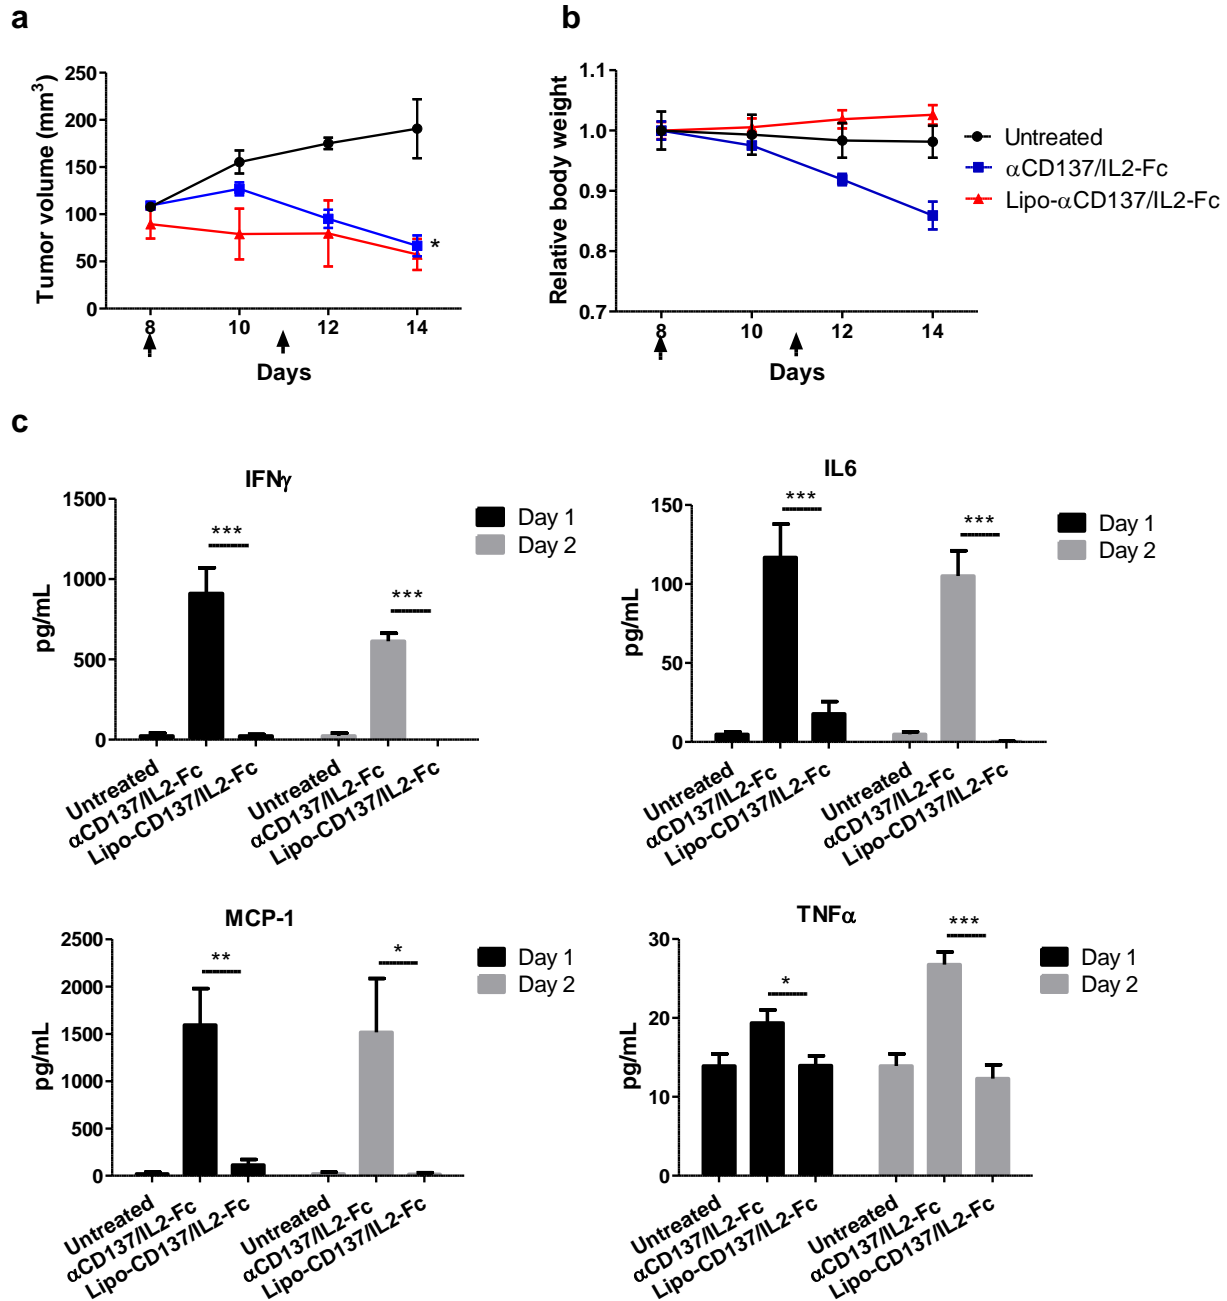 a
Tumor volume (mm3)
250
200
150
100
50
0
8 10 12 14
Days
*
b
Relative body weight
1.1
1.0
0.9
0.8
0.7
8 10 12 14
Days
Untreated
αCD137/IL2-Fc
Lipo-αCD137/IL2-Fc
c
IFNγ
pg/mL
1500
1000
500
0
***
***
Day 1
Day 2
Untreated
αCD137/IL2-Fc
Lipo-CD137/IL2-Fc
Untreated
αCD137/IL2-Fc
Lipo-CD137/IL2-Fc
IL6
pg/mL
150
100
50
0
***
***
Day 1
Day 2
Untreated
αCD137/IL2-Fc
Lipo-CD137/IL2-Fc
Untreated
αCD137/IL2-Fc
Lipo-CD137/IL2-Fc
MCP-1
pg/mL
2500
2000
1500
1000
500
0
**
*
Day 1
Day 2
Untreated
αCD137/IL2-Fc
Lipo-CD137/IL2-Fc
Untreated
αCD137/IL2-Fc
Lipo-CD137/IL2-Fc
TNFα
pg/mL
30
20
10
0
*
***
Day 1
Day 2
Untreated
αCD137/IL2-Fc
Lipo-CD137/IL2-Fc
Untreated
αCD137/IL2-Fc
Lipo-CD137/IL2-Fc